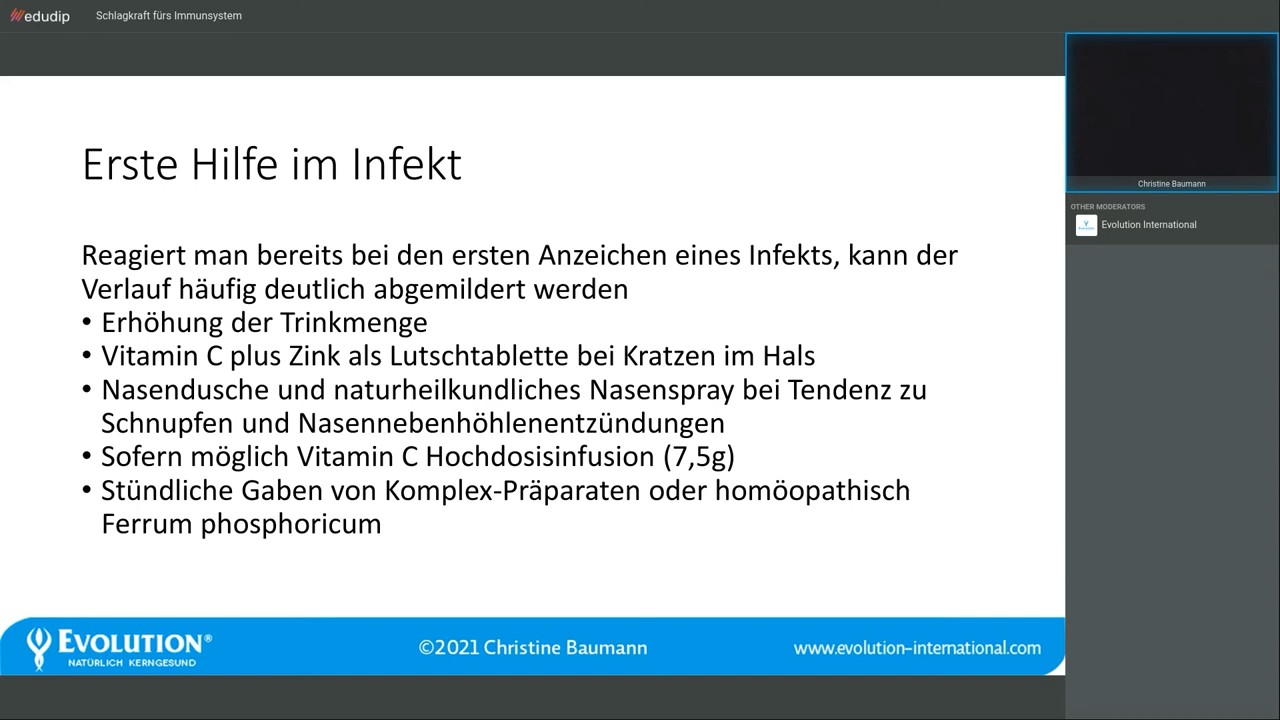 edudip
Schlagkraft fürs Immunsystem
Erste Hilfe im Infekt
Reagiert man bereits bei den ersten Anzeichen eines Infekts, kann der
Verlauf häufig deutlich abgemildert werden
• Erhöhung der Trinkmenge
• Vitamin C plus Zink als Lutschtablette bei Kratzen im Hals
• Nasendusche und naturheilkundliches Nasenspray bei Tendenz zu
Schnupfen und Nasennebenhöhlenentzündungen
• Sofern möglich Vitamin C Hochdosisinfusion (7,5g)
• Stündliche Gaben von Komplex-Präparaten oder homöopathisch
Ferrum phosphoricum
EVOLUTION®
NATÜRLICH KERNGESUND
©2021 Christine Baumann
www.evolution-international.com
Christine Baumann
OTHER MODERATORS
Evolution International